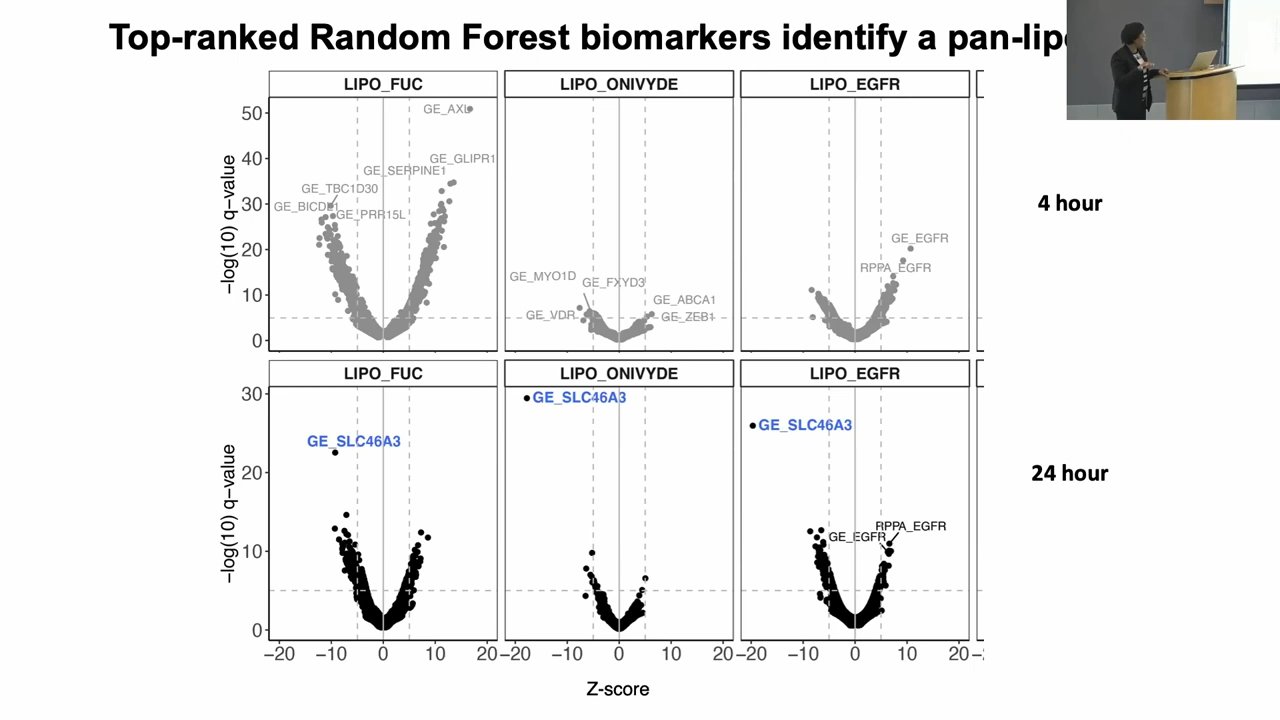 Top-ranked Random Forest biomarkers identify a pan-lipo
LIPO_FUC LIPO_ONIVYDE LIPO_EGFR
GE_AXL
GE_GLIPR1
GE_SERPINE1
GE_TBC1D30
GE_PRR15L
GE_MYO1D
GE_FXYD3
GE_VDR
GE_ABCA1
GE_ZEB1
GE_EGFR
RPPA_EGFR
50
40
30
20
10
0
−log(10) q−value
4 hour
LIPO_FUC LIPO_ONIVYDE LIPO_EGFR
GE_SLC46A3
GE_SLC46A3
GE_SLC46A3
RPPA_EGFR
GE_EGFR
30
20
10
0
−log(10) q−value
24 hour
−20 −10 0 10 20 −20 −10 0 10 20 −20 −10 0 10 20
Z-score